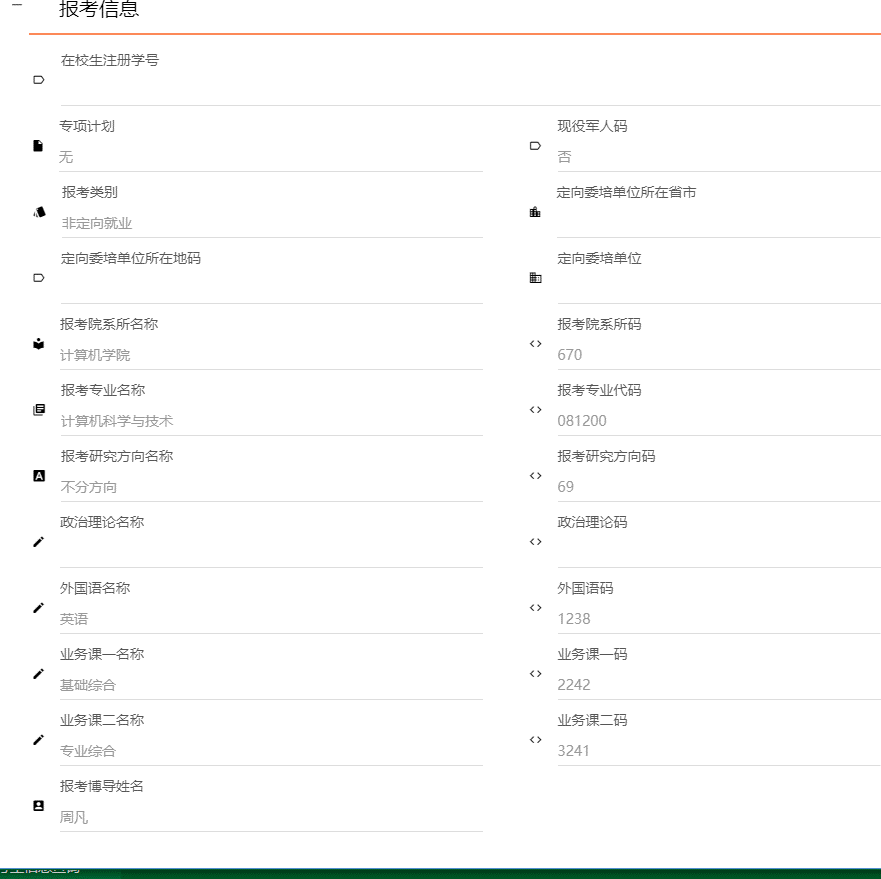 报考信息
在校生注册学号
专项计划 现役军人码
无 否
报考类别 定向委培单位所在省市
非定向就业
定向委培单位所在地码 定向委培单位
报考院系所名称 报考院系所码
计算机学院 670
报考专业名称 报考专业代码
计算机科学与技术 081200
报考研究方向名称 报考研究方向码
不分方向 69
政治理论名称 政治理论码
外国语名称 外国语码
英语 1238
业务课一名称 业务课一码
基础综合 2242
业务课二名称 业务课二码
专业综合 3241
报考博导姓名
周凡